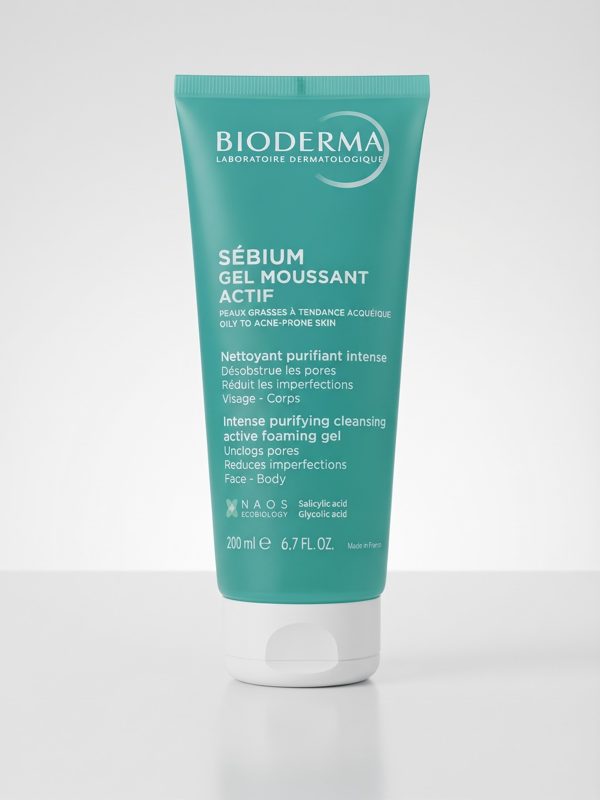 BIODERMA
LABORATOIRE DERMATOLOGIQUE
SÉBIUM
GEL MOUSSANT
ACTIF
PEAUX GRASSES À TENDANCE ACQUÉIQUE
OILY TO ACNE-PRONE SKIN
Nettoyant purifiant intense
Désobstrue les pores
Réduit les imperfections
Visage - Corps
Intense purifying cleansing
active foaming gel
Unclogs pores
Reduces imperfections
Face - Body
NAOS Salicylic acid
ECOBIOLOGY Glycolic acid
200 ml ℮ 6,7 FL.OZ. Made in France